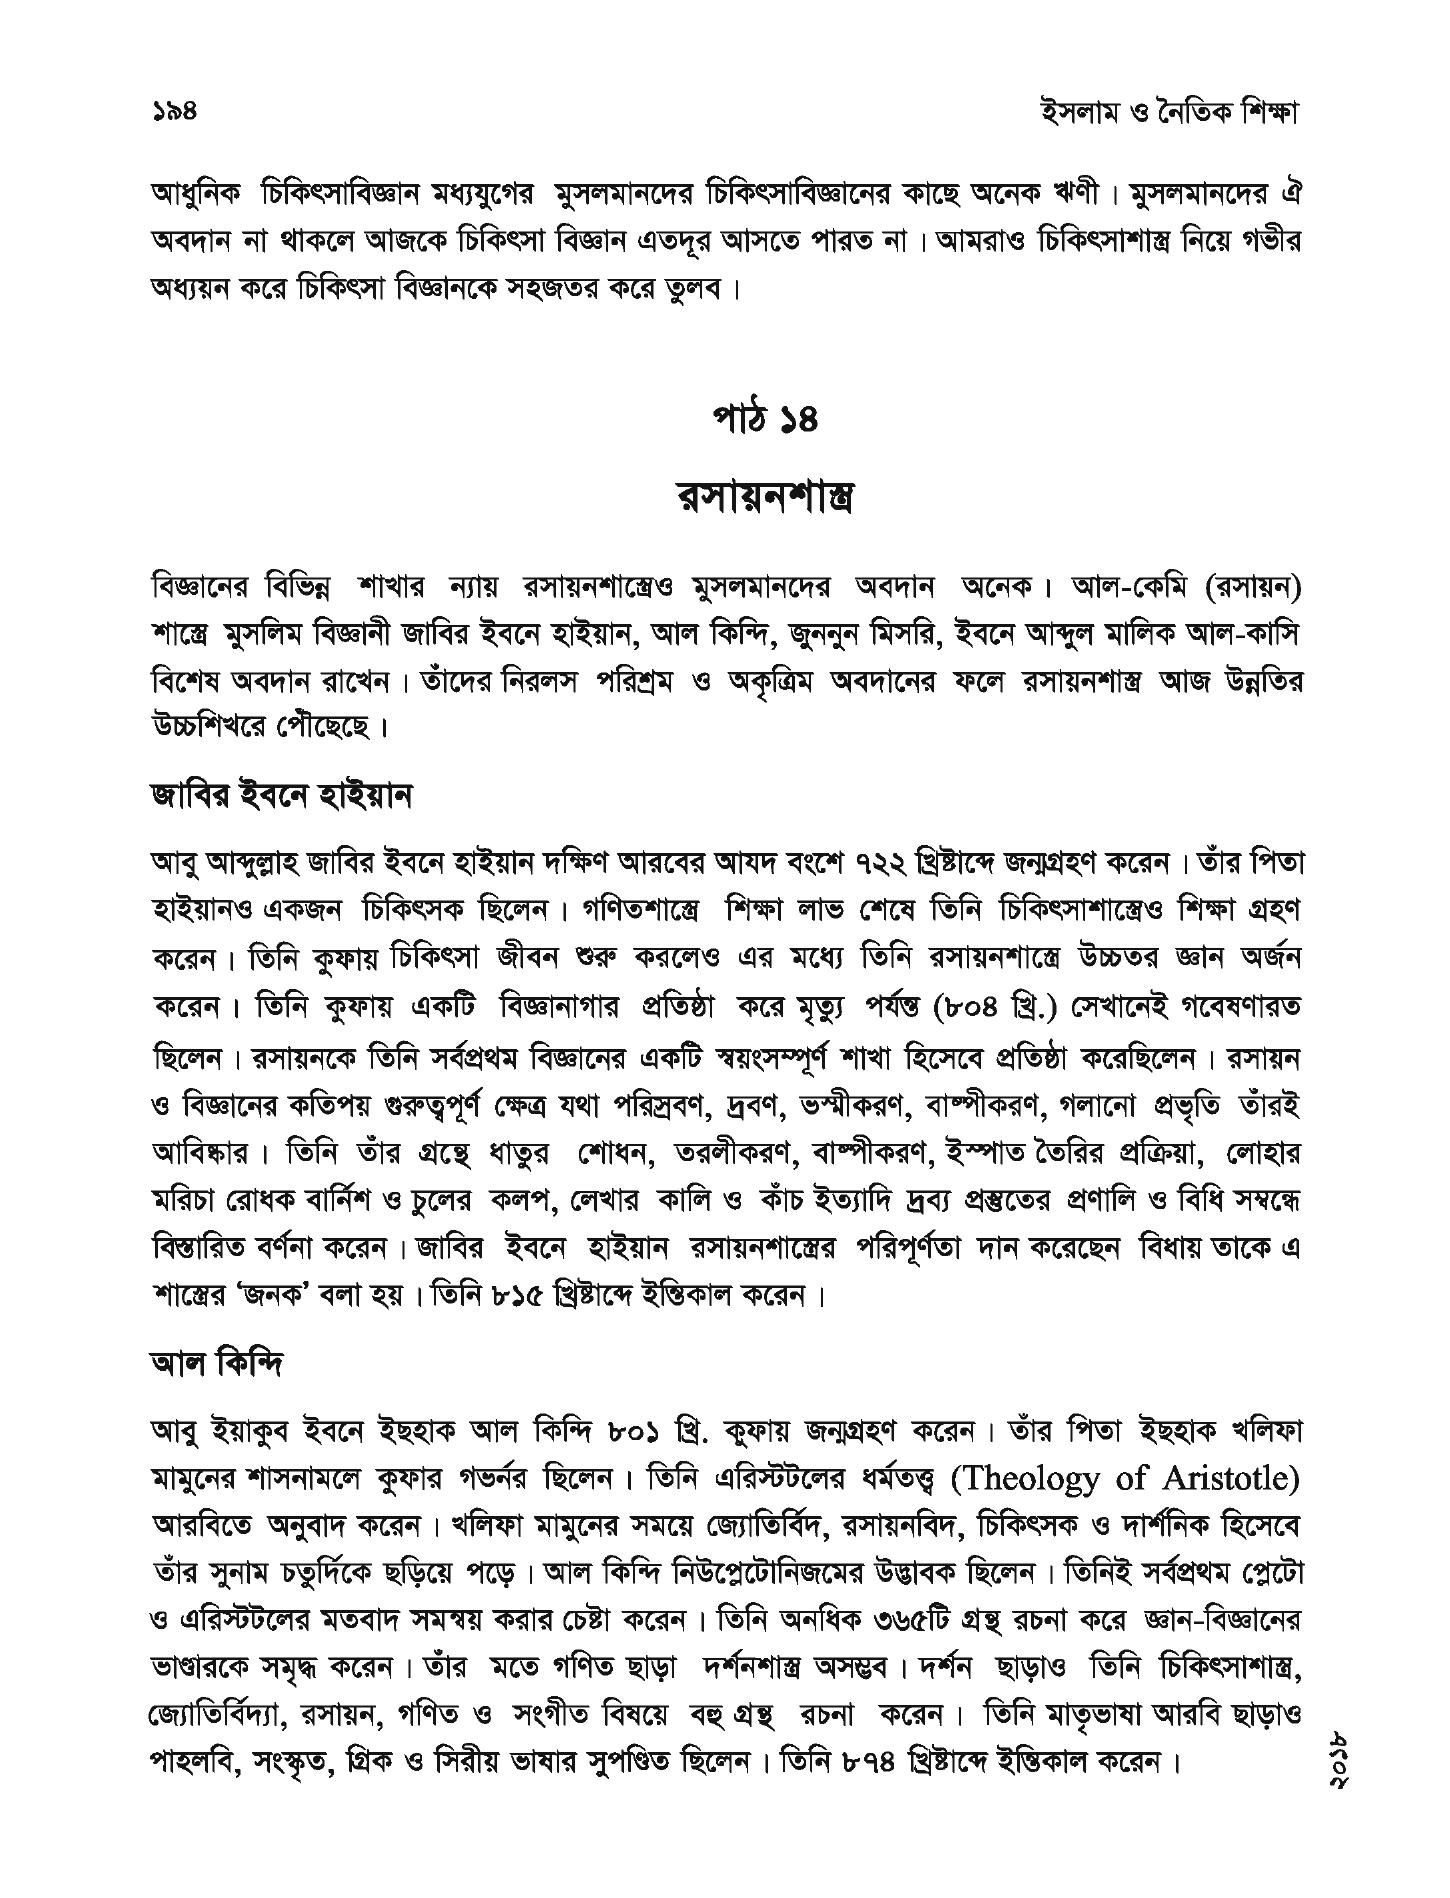 ১৯৪
ইসলাম ও নৈতিক শিক্ষা
আধুনিক চিকিৎসাবিজ্ঞান মধ্যযুগের মুসলমানদের চিকিৎসাবিজ্ঞানের কাছে অনেক ঋণী। মুসলমানদের ঐ
অবদান না থাকলে আজকে চিকিৎসা বিজ্ঞান এতদূর আসতে পারত না। আমরাও চিকিৎসাশাস্ত্র নিয়ে গভীর
অধ্যয়ন করে চিকিৎসা বিজ্ঞানকে সহজতর করে তুলব।
পাঠ ১৪
রসায়নশাস্ত্র
বিজ্ঞানের বিভিন্ন শাখার ন্যায় রসায়নশাস্ত্রেও মুসলমানদের অবদান অনেক। আল-কেমি (রসায়ন)
শাস্ত্রে মুসলিম বিজ্ঞানী জাবির ইবনে হাইয়ান, আল কিন্দি, জুননুন মিসরি, ইবনে আব্দুল মালিক আল-কাসি
বিশেষ অবদান রাখেন। তাঁদের নিরলস পরিশ্রম ও অকৃত্রিম অবদানের ফলে রসায়নশাস্ত্র আজ উন্নতির
উচ্চশিখরে পৌঁছেছে।
জাবির ইবনে হাইয়ান
আবু আব্দুল্লাহ জাবির ইবনে হাইয়ান দক্ষিণ আরবের আযদ বংশে ৭২২ খ্রিষ্টাব্দে জন্মগ্রহণ করেন। তাঁর পিতা
হাইয়ানও একজন চিকিৎসক ছিলেন। গণিতশাস্ত্রে শিক্ষা লাভ শেষে তিনি চিকিৎসাশাস্ত্রেও শিক্ষা গ্রহণ
করেন। তিনি কুফায় চিকিৎসা জীবন শুরু করলেও এর মধ্যে তিনি রসায়নশাস্ত্রে উচ্চতর জ্ঞান অর্জন
করেন। তিনি কুফায় একটি বিজ্ঞানাগার প্রতিষ্ঠা করে মৃত্যু পর্যন্ত (৮০৪ খ্রি.) সেখানেই গবেষণারত
ছিলেন। রসায়নকে তিনি সর্বপ্রথম বিজ্ঞানের একটি স্বয়ংসম্পূর্ণ শাখা হিসেবে প্রতিষ্ঠা করেছিলেন। রসায়ন
ও বিজ্ঞানের কতিপয় গুরুত্বপূর্ণ ক্ষেত্র যথা পরিস্রবণ, দ্রবণ, ভস্মীকরণ, বাষ্পীকরণ, গলানো প্রভৃতি তাঁরই
আবিষ্কার। তিনি তাঁর গ্রন্থে ধাতুর শোধন, তরলীকরণ, বাষ্পীকরণ, ইস্পাত তৈরির প্রক্রিয়া, লোহার
মরিচা রোধক বার্নিশ ও চুলের কলপ, লেখার কালি ও কাঁচ ইত্যাদি দ্রব্য প্রস্তুতের প্রণালি ও বিধি সম্বন্ধে
বিস্তারিত বর্ণনা করেন। জাবির ইবনে হাইয়ান রসায়নশাস্ত্রের পরিপূর্ণতা দান করেছেন বিধায় তাকে এ
শাস্ত্রের ‘জনক’ বলা হয়। তিনি ৮১৫ খ্রিষ্টাব্দে ইন্তিকাল করেন।
আল কিন্দি
আবু ইয়াকুব ইবনে ইছহাক আল কিন্দি ৮০১ খ্রি. কুফায় জন্মগ্রহণ করেন। তাঁর পিতা ইছহাক খলিফা
মামুনের শাসনামলে কুফার গভর্নর ছিলেন। তিনি এরিস্টটলের ধর্মতত্ত্ব (Theology of Aristotle)
আরবিতে অনুবাদ করেন। খলিফা মামুনের সময়ে জ্যোতির্বিদ, রসায়নবিদ, চিকিৎসক ও দার্শনিক হিসেবে
তাঁর সুনাম চতুর্দিকে ছড়িয়ে পড়ে। আল কিন্দি নিউপ্লেটোনিজমের উদ্ভাবক ছিলেন। তিনিই সর্বপ্রথম প্লেটো
ও এরিস্টটলের মতবাদ সমন্বয় করার চেষ্টা করেন। তিনি অনধিক ৩৬৫টি গ্রন্থ রচনা করে জ্ঞান-বিজ্ঞানের
ভাণ্ডারকে সমৃদ্ধ করেন। তাঁর মতে গণিত ছাড়া দর্শনশাস্ত্র অসম্ভব। দর্শন ছাড়াও তিনি চিকিৎসাশাস্ত্র,
জ্যোতির্বিদ্যা, রসায়ন, গণিত ও সংগীত বিষয়ে বহু গ্রন্থ রচনা করেন। তিনি মাতৃভাষা আরবি ছাড়াও
পাহলবি, সংস্কৃত, গ্রিক ও সিরীয় ভাষার সুপণ্ডিত ছিলেন। তিনি ৮৭৪ খ্রিষ্টাব্দে ইন্তিকাল করেন।
২০১৮